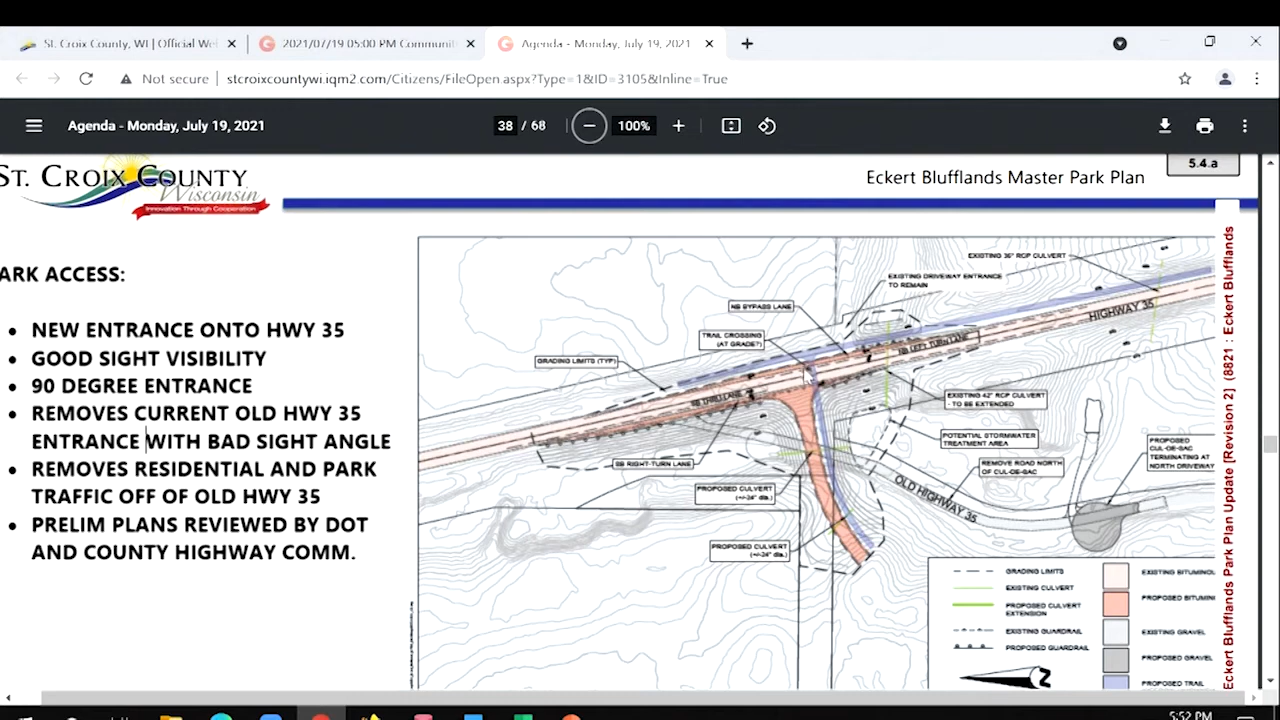 St. Croix County, WI | Official We
2021/07/19 05:00 PM Communit
Agenda - Monday, July 19, 2021
Not secure
stcroixcountywi.iqm2.com/Citizens/FileOpen.aspx?Type=1&ID=3105&Inline=True
Agenda - Monday, July 19, 2021
38 / 68
100%
ST. CROIX COUNTY
Wisconsin
Innovation Through Cooperation
Eckert Blufflands Master Park Plan
5.4.a
ARK ACCESS:
• NEW ENTRANCE ONTO HWY 35
• GOOD SIGHT VISIBILITY
• 90 DEGREE ENTRANCE
• REMOVES CURRENT OLD HWY 35
ENTRANCE WITH BAD SIGHT ANGLE
• REMOVES RESIDENTIAL AND PARK
TRAFFIC OFF OF OLD HWY 35
• PRELIM PLANS REVIEWED BY DOT
AND COUNTY HIGHWAY COMM.
EXISTING 36" RCP CULVERT
EXISTING DRIVEWAY ENTRANCE
TO REMAIN
NB BYPASS LANE
HIGHWAY 35
TRAIL CROSSING
(AT GRADE?)
NB LEFT TURN LANE
GRADING LIMITS (TYP)
SB THRU LANE
EXISTING 42" RCP CULVERT
- TO BE EXTENDED
POTENTIAL STORMWATER
TREATMENT AREA
PROPOSED
CUL-DE-SAC
TERMINATING AT
NORTH DRIVEWAY
SB RIGHT-TURN LANE
REMOVE ROAD NORTH
OF CUL-DE-SAC
OLD HIGHWAY 35
PROPOSED CULVERT
(+/-24" dia.)
PROPOSED CULVERT
(+/-24" dia.)
GRADING LIMITS
EXISTING CULVERT
PROPOSED CULVERT
EXTENSION
EXISTING GUARDRAIL
PROPOSED GUARDRAIL
Z
EXISTING BITUMINOU
PROPOSED BITUMIN
EXISTING GRAVEL
PROPOSED GRAVEL
PROPOSED TRAIL
Eckert Blufflands Park Plan Update [Revision 2] (8821 : Eckert Blufflands
5:52 PM